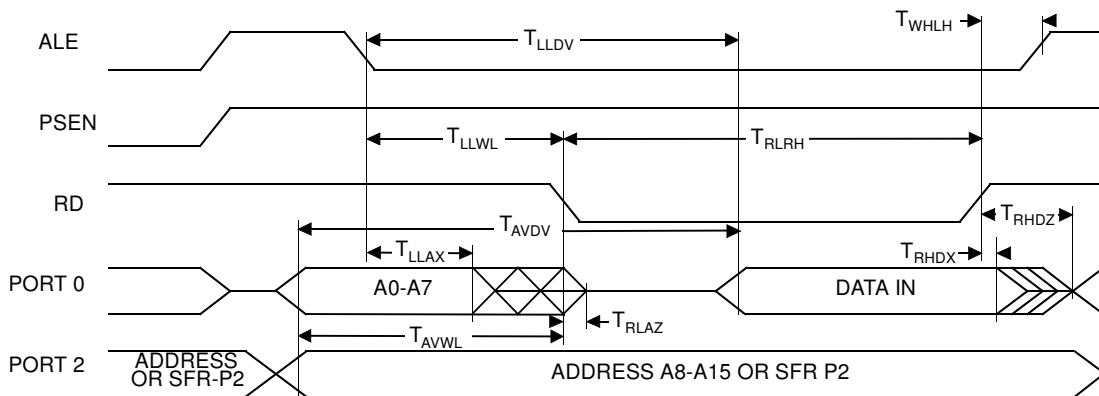 ALE
T_LLDV
T_WHLH
PSEN
T_LLWL
T_RLRH
RD
T_AVDV
T_RHDZ
T_LLAX
T_RHDX
PORT 0
A0-A7
DATA IN
T_RLAZ
T_AVWL
PORT 2
ADDRESS
OR SFR-P2
ADDRESS A8-A15 OR SFR P2